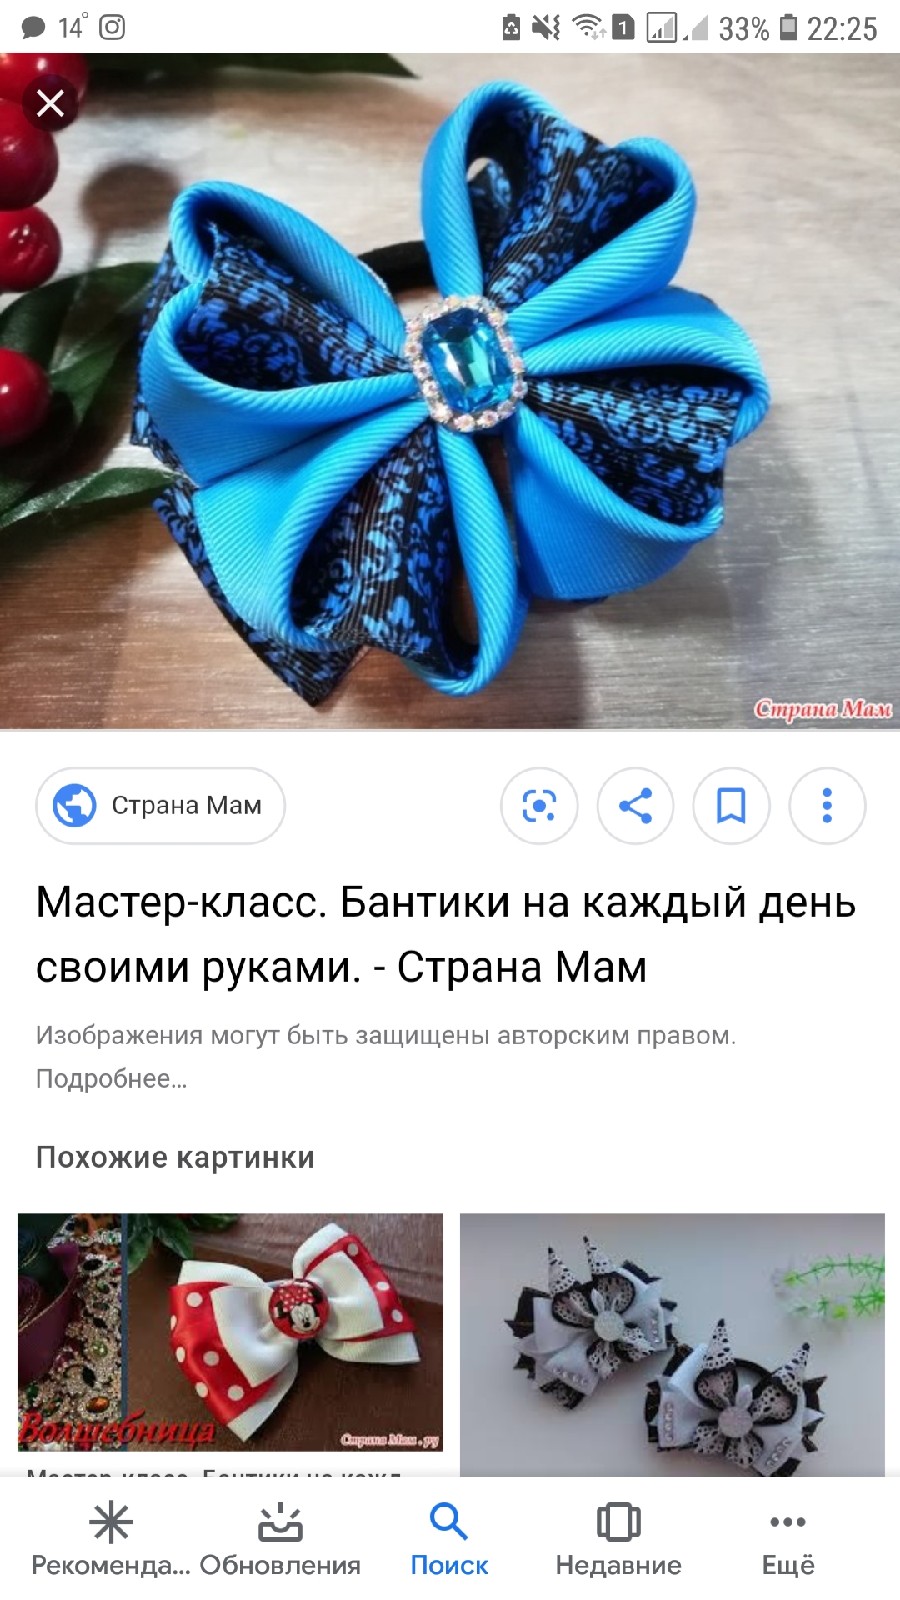 14°
1
33%
22:25
Страна Мам
Страна Мам
Мастер-класс. Бантики на каждый день
своими руками. - Страна Мам
Изображения могут быть защищены авторским правом.
Подробнее...
Похожие картинки
Волшебница
Страна Мам.ру
Рекоменда...
Обновления
Поиск
Недавние
Ещё